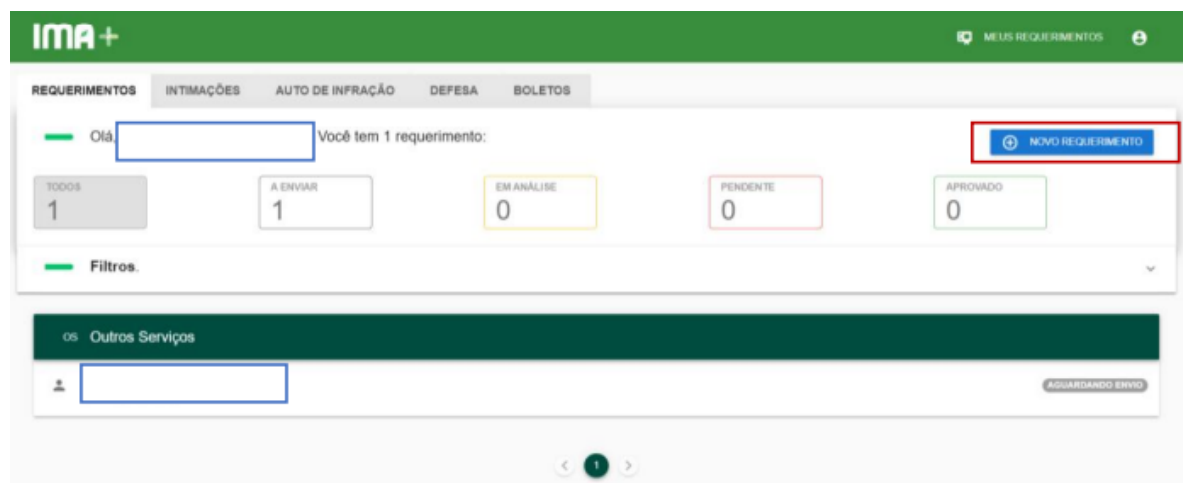 IMA+
MEUS REQUERIMENTOS
REQUERIMENTOS INTIMAÇÕES AUTO DE INFRAÇÃO DEFESA BOLETOS
Olá, Você tem 1 requerimento:
NOVO REQUERIMENTO
TODOS A ENVIAR EM ANÁLISE PENDENTE APROVADO
1 1 0 0 0
Filtros.
OS Outros Serviços
AGUARDANDO ENVIO
1